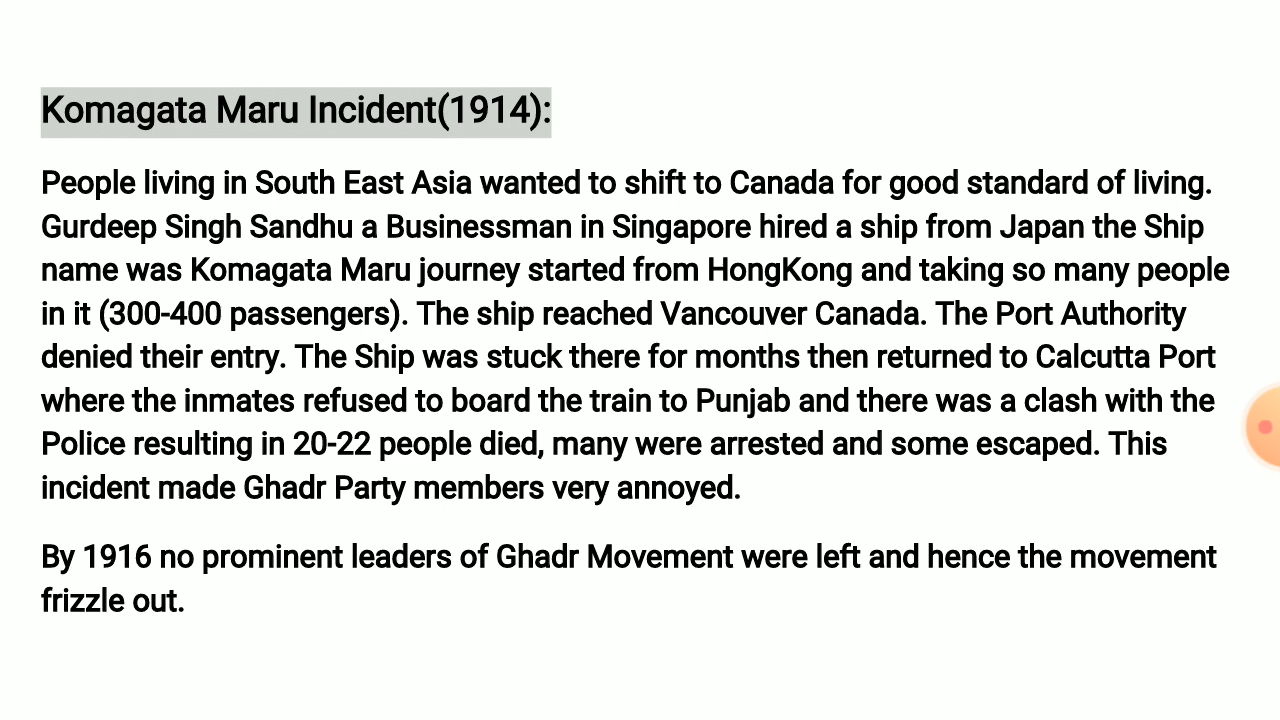 Komagata Maru Incident(1914):
People living in South East Asia wanted to shift to Canada for good standard of living.
Gurdeep Singh Sandhu a Businessman in Singapore hired a ship from Japan the Ship
name was Komagata Maru journey started from HongKong and taking so many people
in it (300-400 passengers). The ship reached Vancouver Canada. The Port Authority
denied their entry. The Ship was stuck there for months then returned to Calcutta Port
where the inmates refused to board the train to Punjab and there was a clash with the
Police resulting in 20-22 people died, many were arrested and some escaped. This
incident made Ghadr Party members very annoyed.
By 1916 no prominent leaders of Ghadr Movement were left and hence the movement
frizzle out.